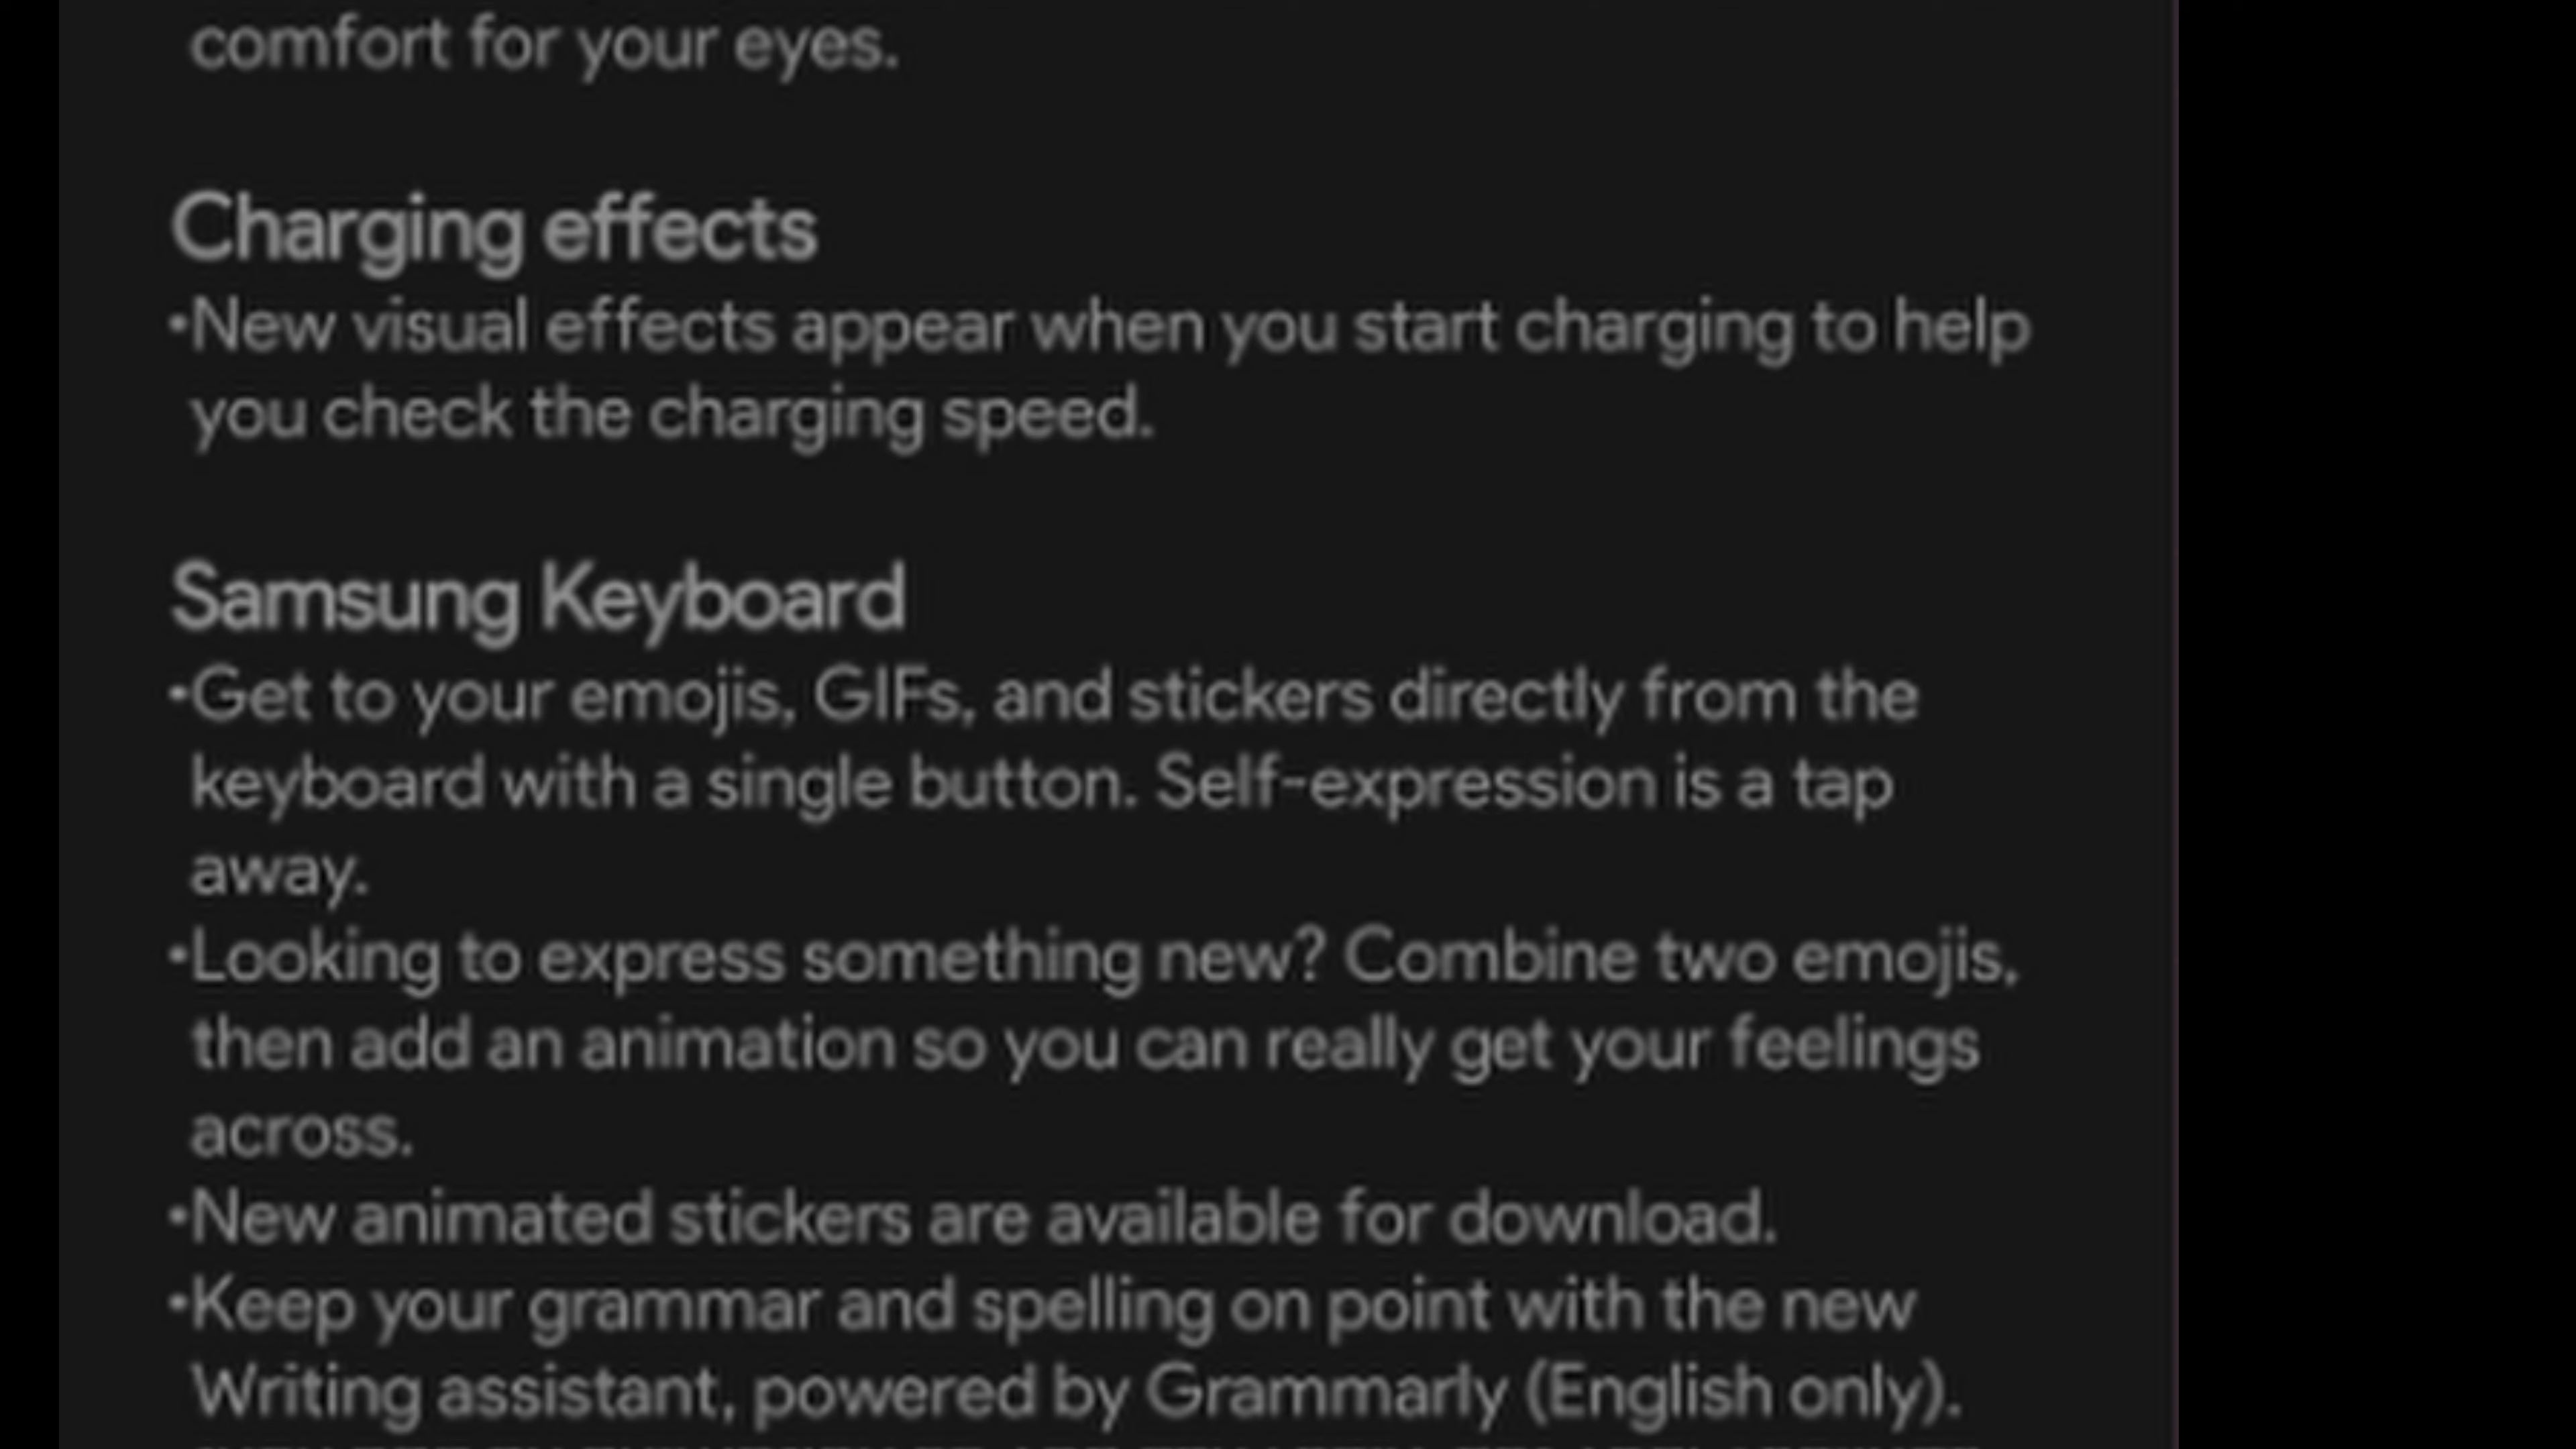 comfort for your eyes.
Charging effects
•New visual effects appear when you start charging to help
you check the charging speed.
Samsung Keyboard
•Get to your emojis, GIFs, and stickers directly from the
keyboard with a single button. Self-expression is a tap
away.
•Looking to express something new? Combine two emojis,
then add an animation so you can really get your feelings
across.
•New animated stickers are available for download.
•Keep your grammar and spelling on point with the new
Writing assistant, powered by Grammarly (English only).